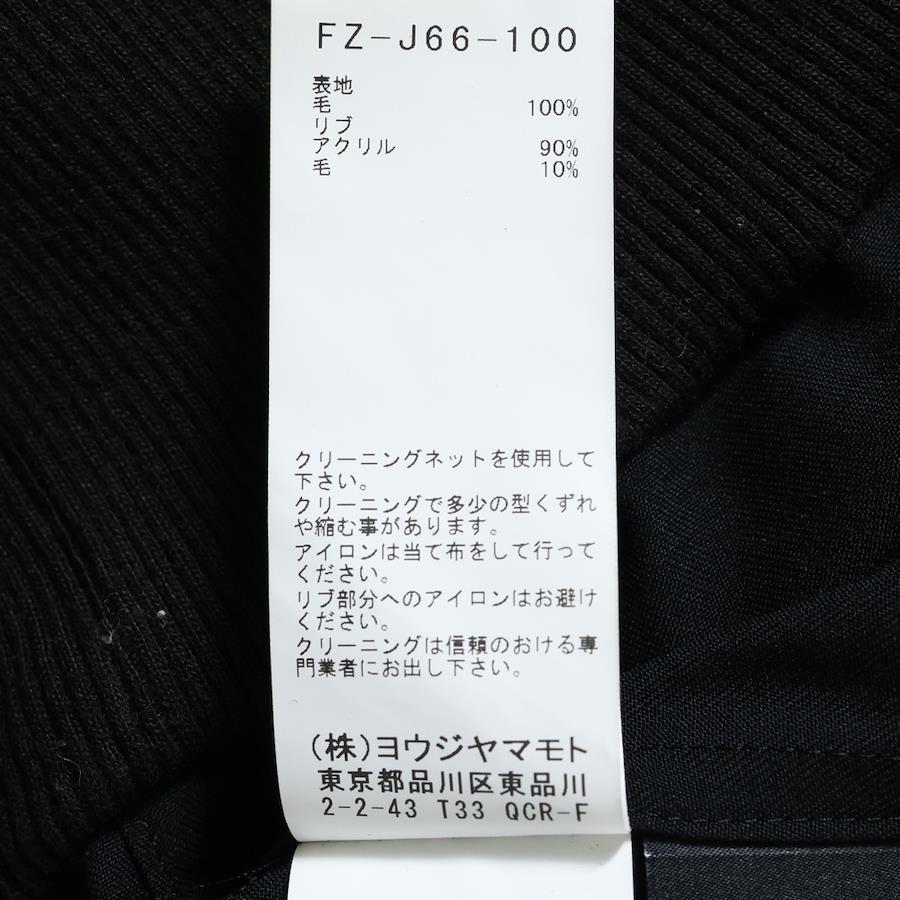 FZ-J66-100
表地
毛 100%
リブ
アクリル 90%
毛 10%
クリーニングネットを使用して
下さい。
クリーニングで多少の型くずれ
や縮む事があります。
アイロンは当て布をして行って
ください。
リブ部分へのアイロンはお避け
ください。
クリーニングは信頼のおける専
門業者にお出し下さい。
(株)ヨウジヤマモト
東京都品川区東品川
2-2-43 T33 QCR-F